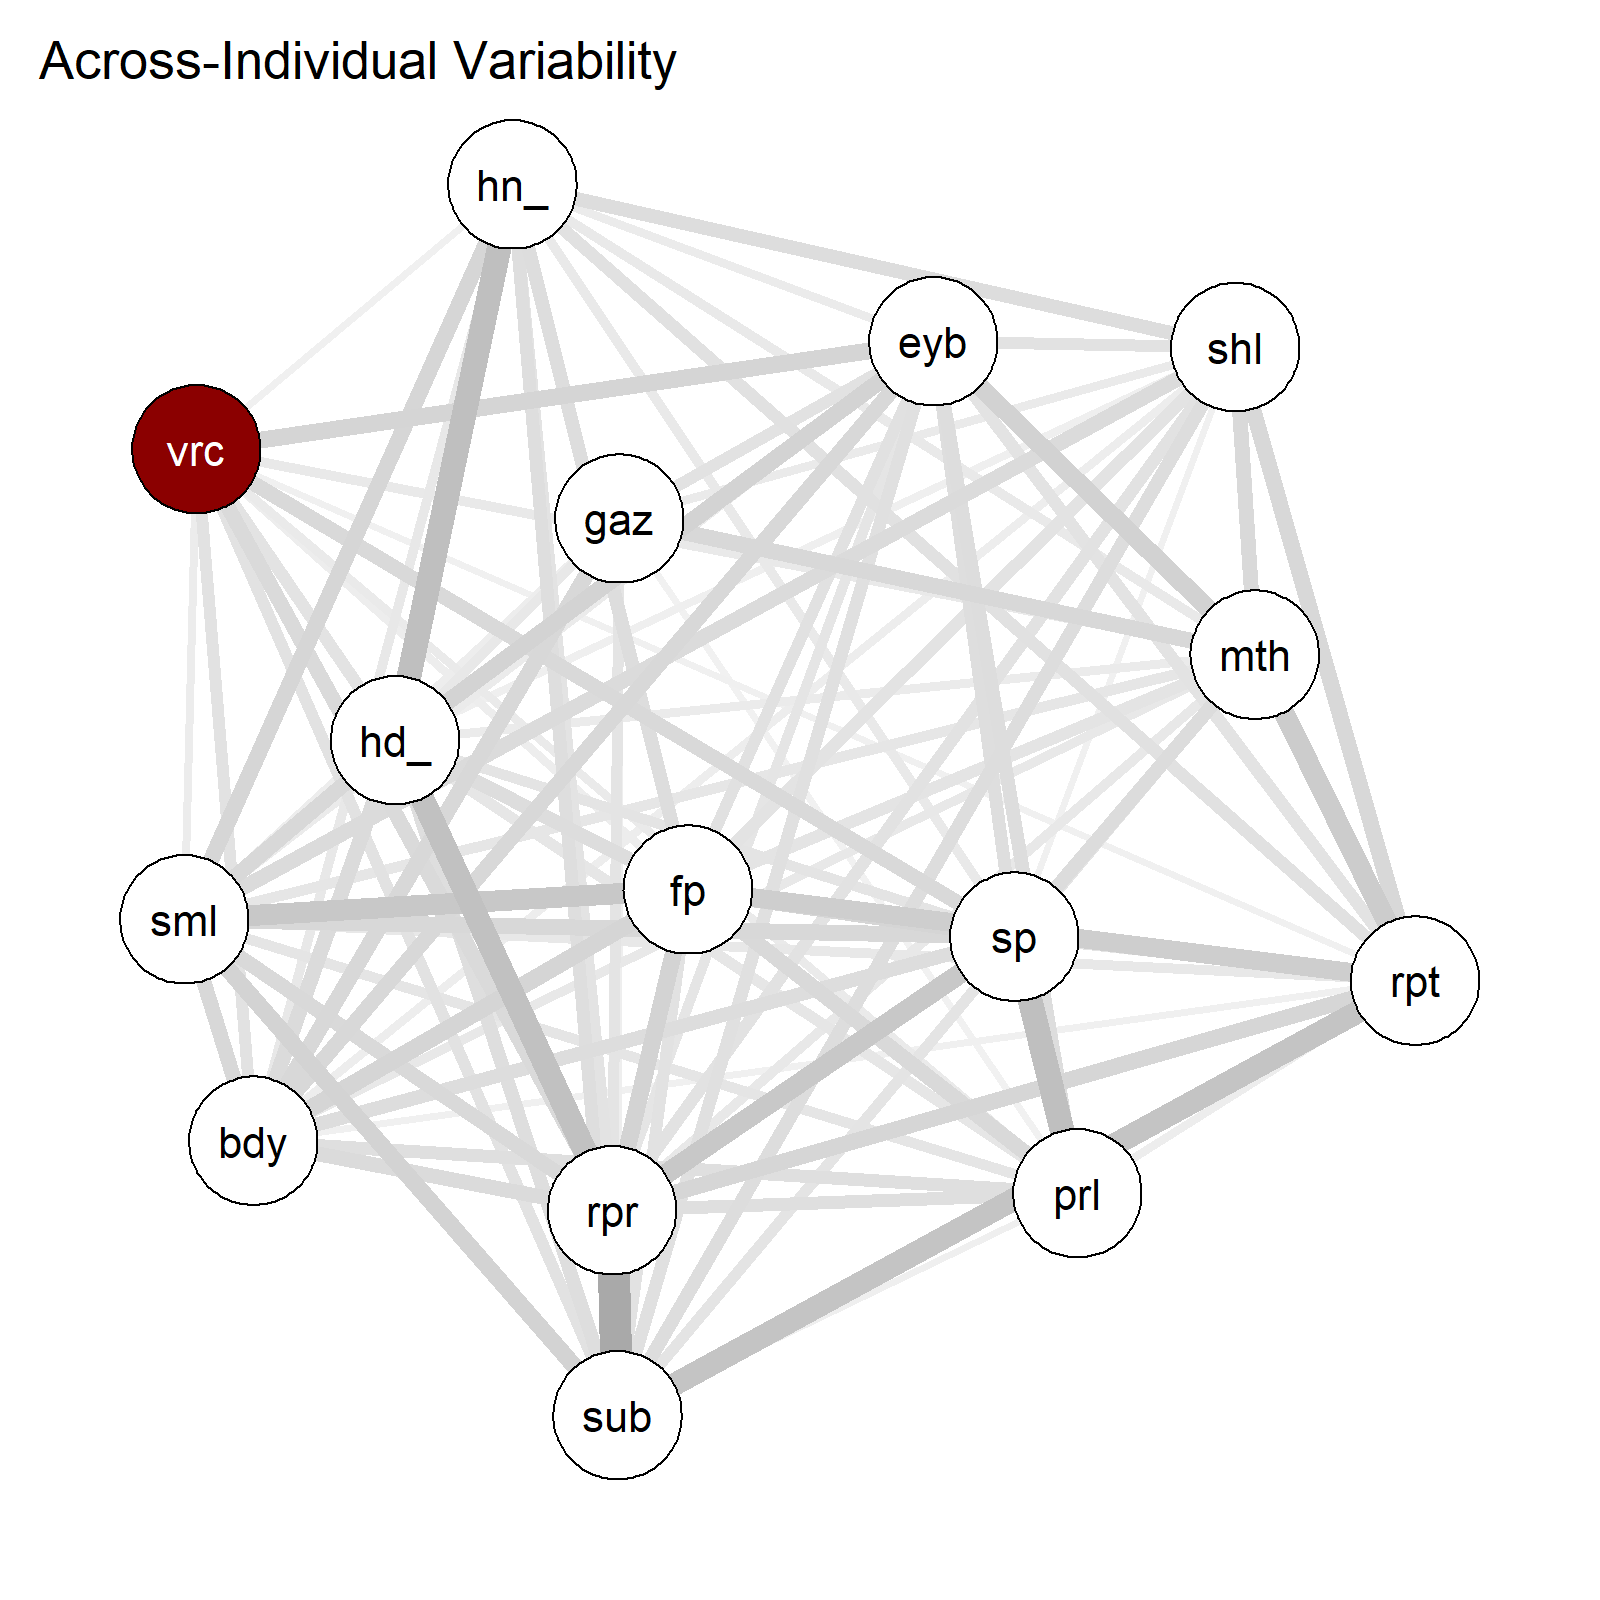 Across-Individual Variability
hn_
eyb
shl
vrc
gaz
mth
hd_
fp
sml
sp
rpt
bdy
rpr
prl
sub